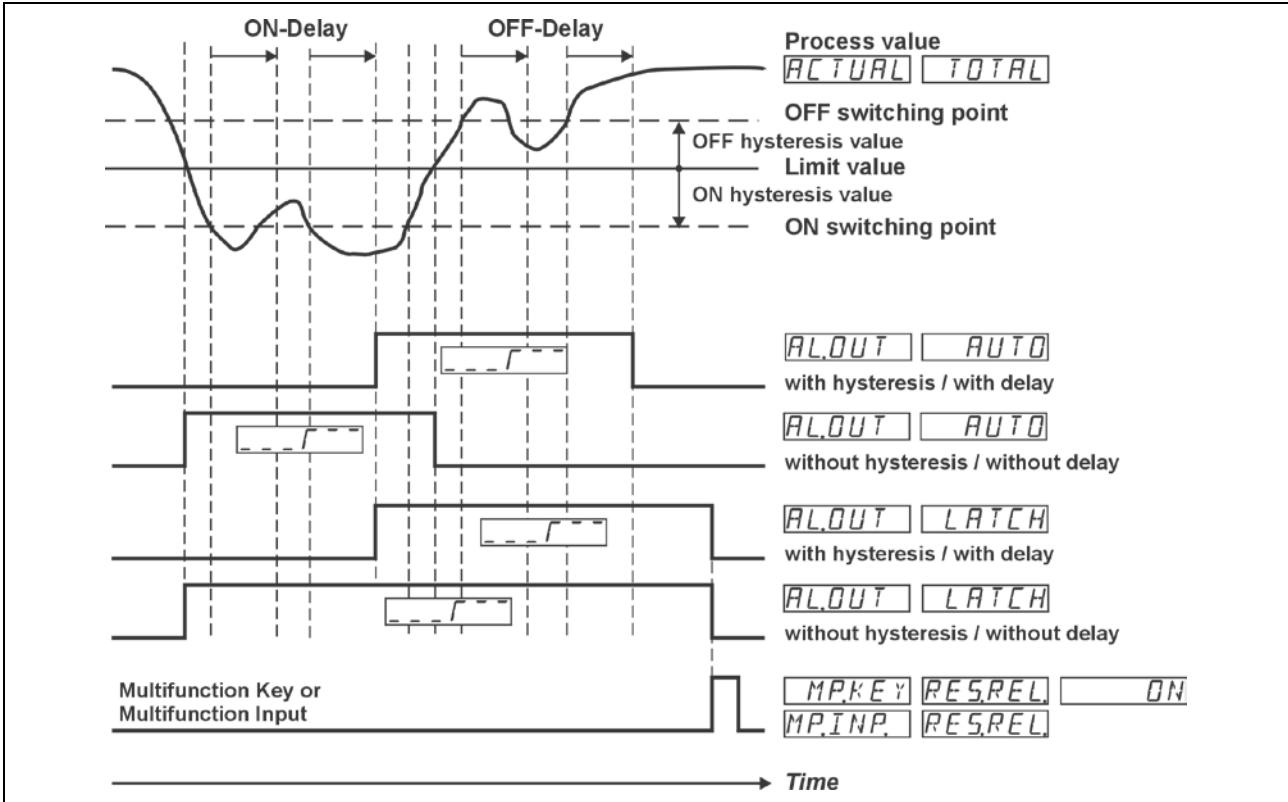 ON-Delay
OFF-Delay
Process value
ACTUAL TOTAL
OFF switching point
OFF hysteresis value
Limit value
ON hysteresis value
ON switching point
AL.OUT AUTO
with hysteresis / with delay
AL.OUT AUTO
without hysteresis / without delay
AL.OUT LATCH
with hysteresis / with delay
AL.OUT LATCH
without hysteresis / without delay
Multifunction Key or
Multifunction Input
MP.KEY RES.REL. ON
MP.INP. RES.REL.
Time